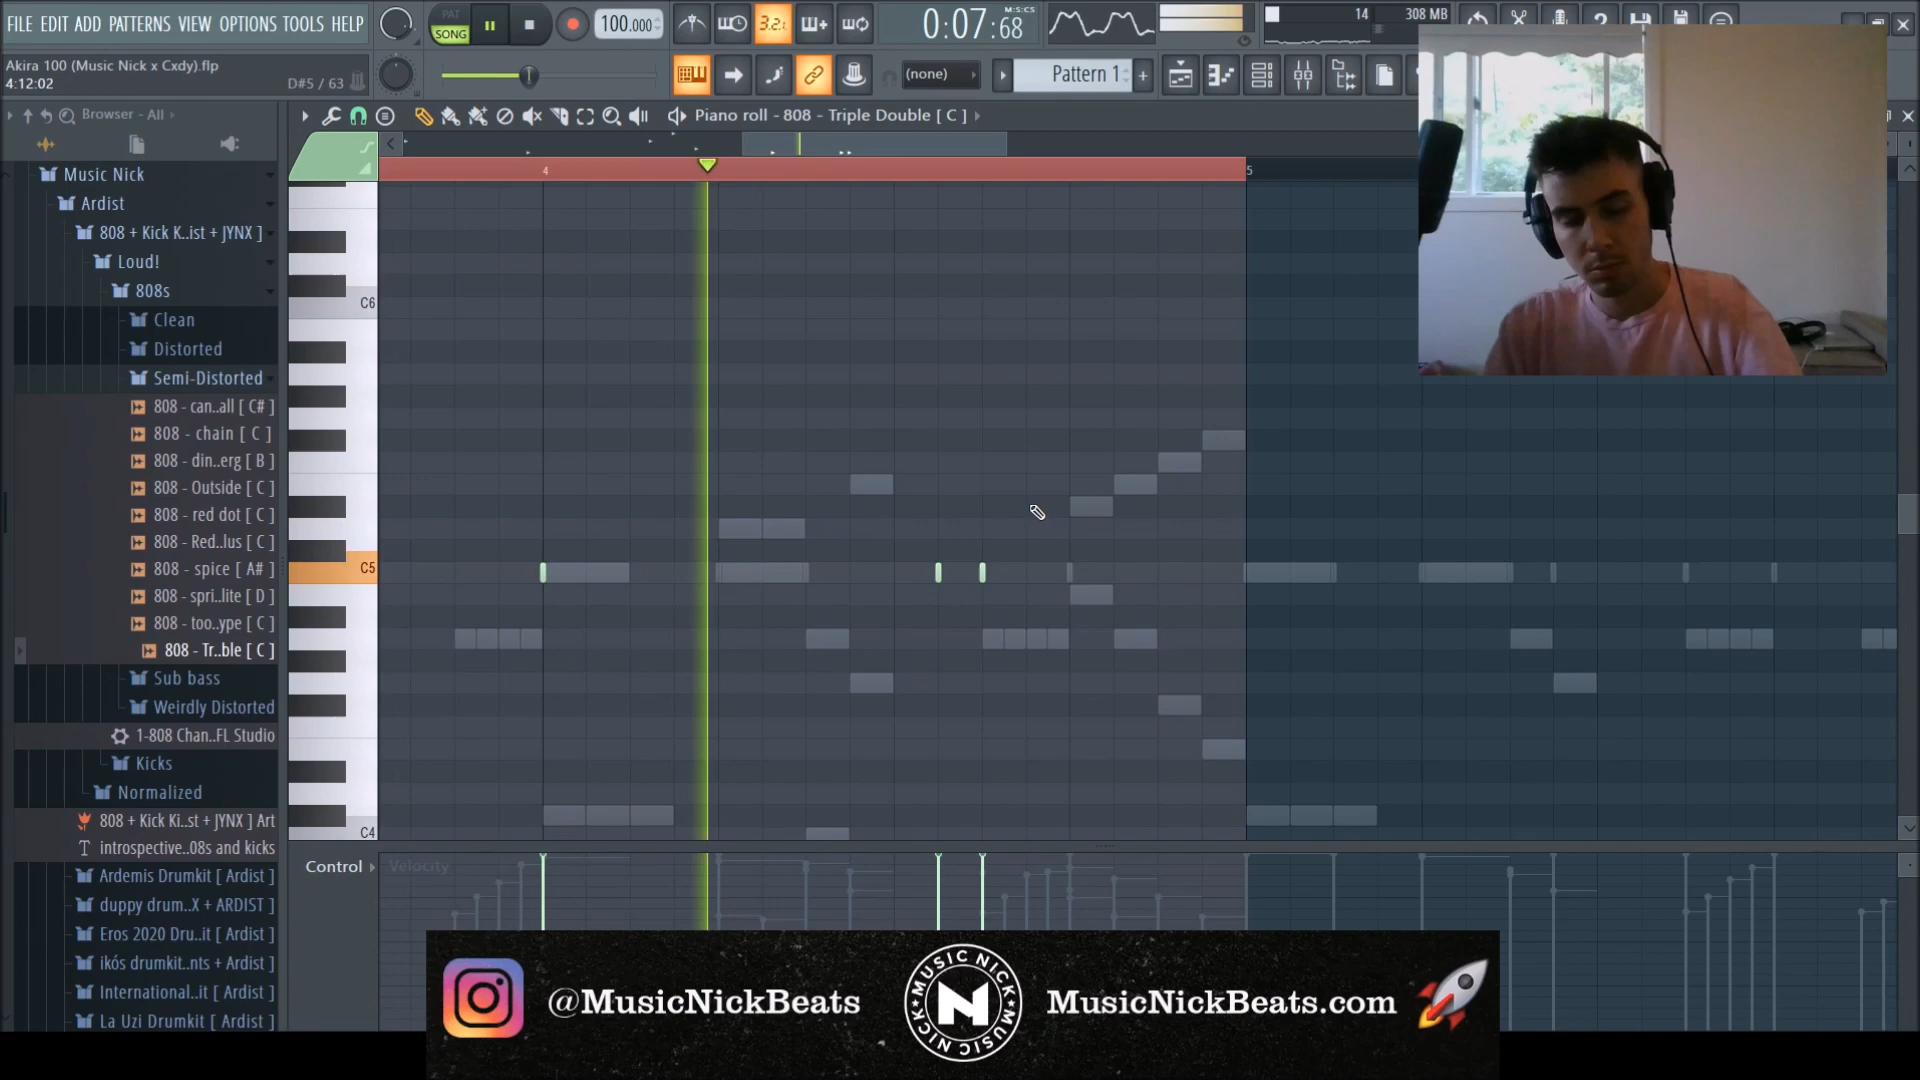 FILE EDIT ADD PATTERNS VIEW OPTIONS TOOLS HELP
PAT
SONG
100.000
3.2.
0:07:68
M:S:CS
14
308 MB
Akira 100 (Music Nick x Cxdy).flp
4:12:02
D#5 / 63
(none)
Pattern 1
Browser - All
Piano roll - 808 - Triple Double [ C ]
4
5
Music Nick
Ardist
808 + Kick K..ist + JYNX ]
Loud!
808s
Clean
Distorted
Semi-Distorted
808 - can..all [ C# ]
808 - chain [ C ]
808 - din..erg [ B ]
808 - Outside [ C ]
808 - red dot [ C ]
808 - Red..lus [ C ]
808 - spice [ A# ]
808 - spri..lite [ D ]
808 - too..ype [ C ]
808 - Tr..ble [ C ]
Sub bass
Weirdly Distorted
1-808 Chan..FL Studio
Kicks
Normalized
808 + Kick Ki..st + JYNX ] Art
introspective..08s and kicks
Ardemis Drumkit [ Ardist ]
duppy drum..X + ARDIST ]
Eros 2020 Dru..it [ Ardist ]
ikós drumkit..nts + Ardist ]
International..it [ Ardist ]
La Uzi Drumkit [ Ardist ]
C6
C5
C4
Control
Velocity
@MusicNickBeats
MUSIC NICK
N
MUSIC NICK
MusicNickBeats.com